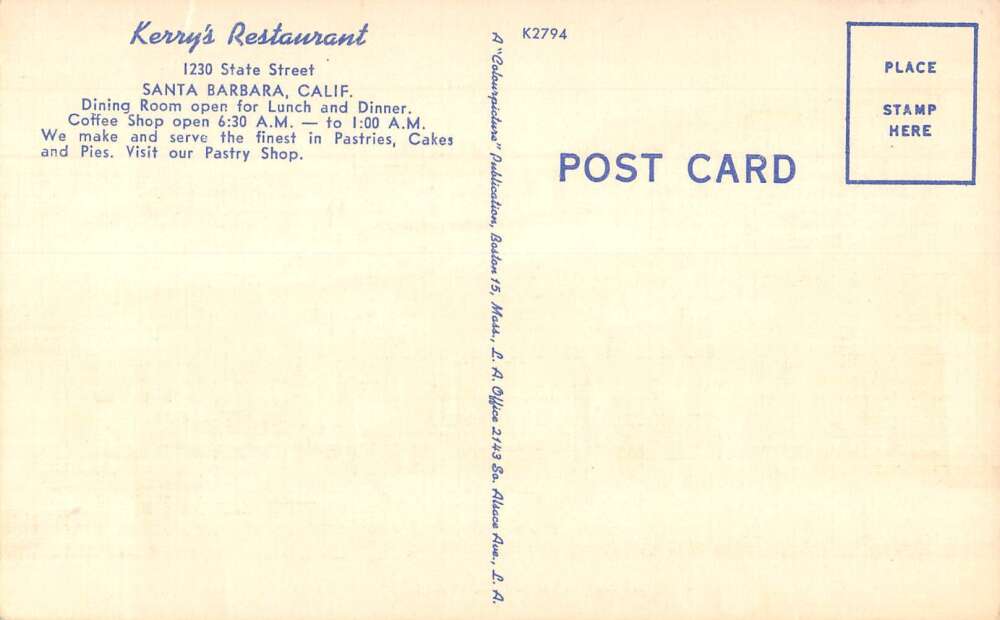 Kerry's Restaurant
1230 State Street
SANTA BARBARA, CALIF.
Dining Room open for Lunch and Dinner.
Coffee Shop open 6:30 A.M. — to 1:00 A.M.
We make and serve the finest in Pastries, Cakes
and Pies. Visit our Pastry Shop.
A "Colourpicture" Publication, Boston 15, Mass., L. A. Office 2143 So. Alsace Ave., L. A.
K2794
POST CARD
PLACE
STAMP
HERE